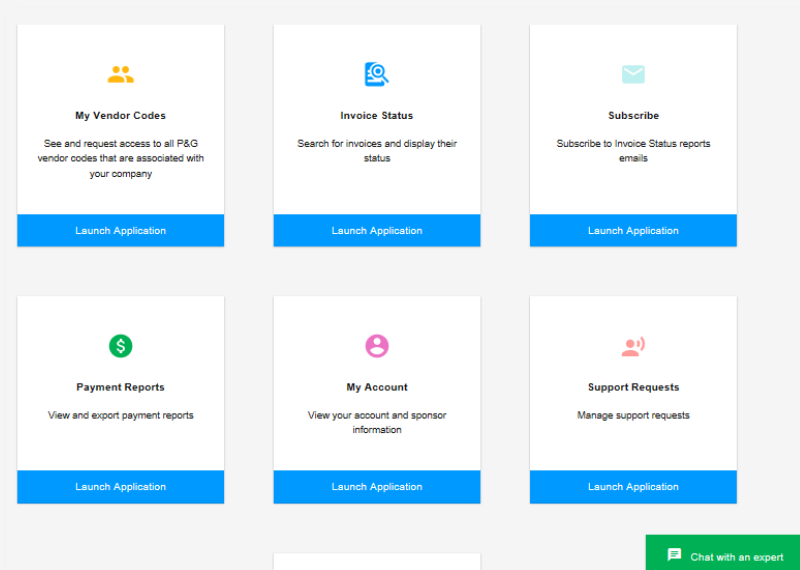 My Vendor Codes
See and request access to all P&G
vendor codes that are associated with
your company
Launch Application
Invoice Status
Search for invoices and display their
status
Launch Application
Subscribe
Subscribe to Invoice Status reports
emails
Launch Application
Payment Reports
View and export payment reports
Launch Application
My Account
View your account and sponsor
information
Launch Application
Support Requests
Manage support requests
Launch Application
Chat with an expert